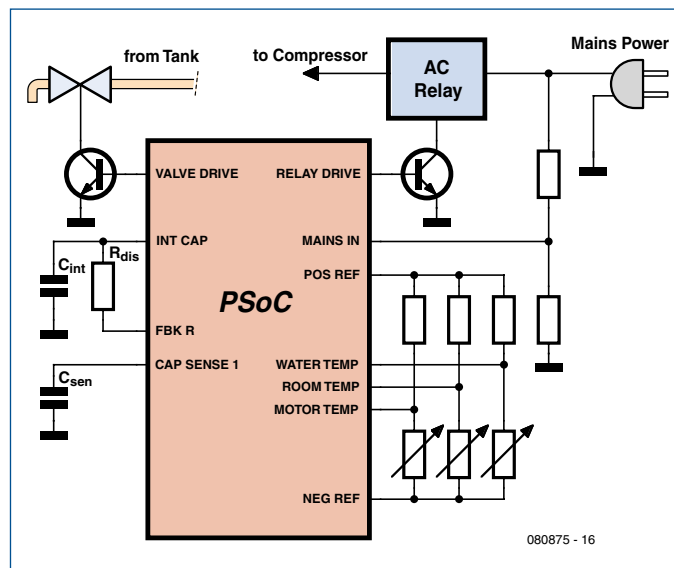 from Tank
to Compressor
AC
Relay
Mains Power
VALVE DRIVE
RELAY DRIVE
INT CAP
MAINS IN
Rdis
Cint
POS REF
PSoC
FBK R
CAP SENSE 1
WATER TEMP
Csen
ROOM TEMP
MOTOR TEMP
NEG REF
080875 - 16